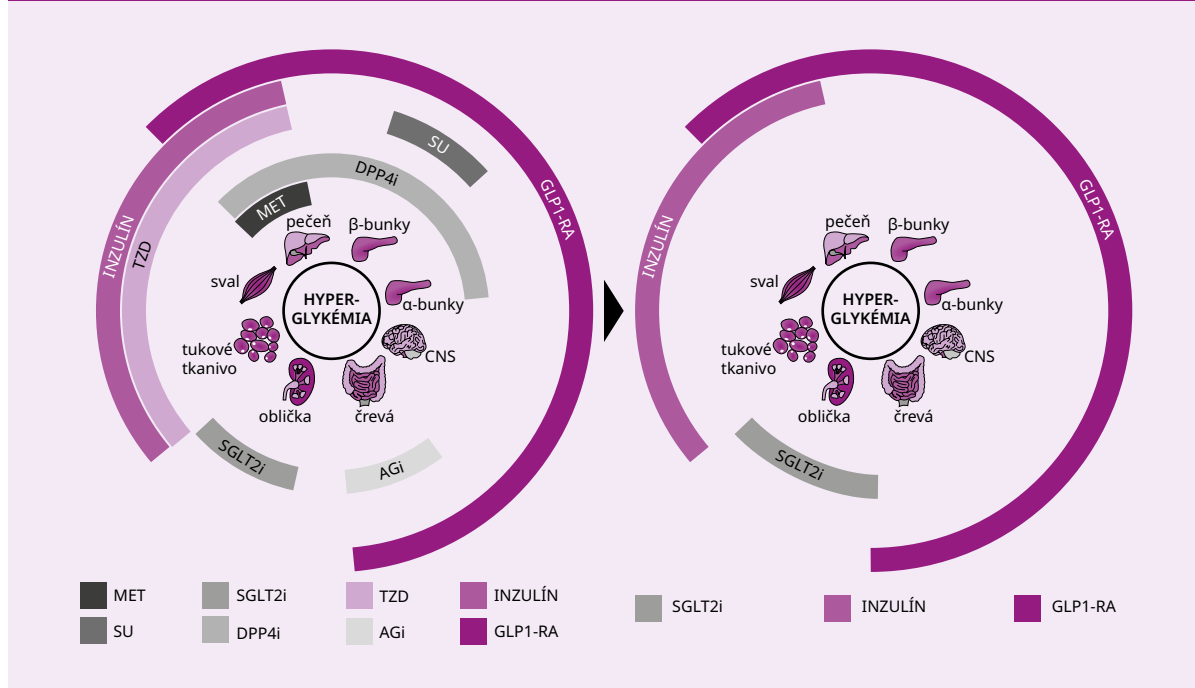 SU
DPP4i
MET
INZULÍN
TZD
GLP1-RA
pečeň
β-bunky
sval
α-bunky
HYPER-
GLYKÉMIA
tukové
tkanivo
CNS
oblička
črevá
SGLT2i
AGi
INZULÍN
GLP1-RA
pečeň
β-bunky
sval
α-bunky
HYPER-
GLYKÉMIA
tukové
tkanivo
CNS
oblička
črevá
SGLT2i
MET
SGLT2i
TZD
INZULÍN
SU
DPP4i
AGi
GLP1-RA
SGLT2i
INZULÍN
GLP1-RA